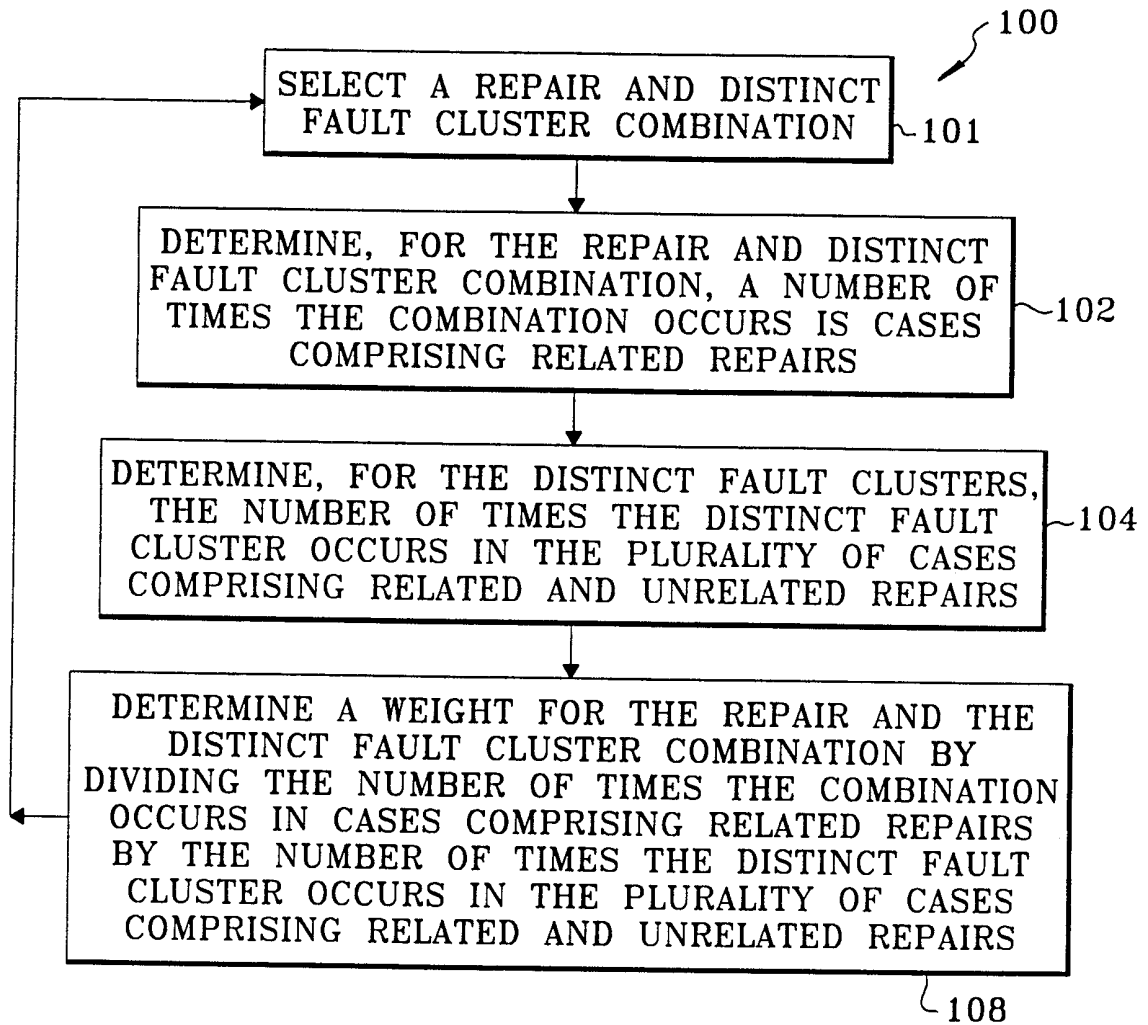 100
SELECT A REPAIR AND DISTINCT
FAULT CLUSTER COMBINATION
101
DETERMINE, FOR THE REPAIR AND DISTINCT
FAULT CLUSTER COMBINATION, A NUMBER OF
TIMES THE COMBINATION OCCURS IS CASES
COMPRISING RELATED REPAIRS
102
DETERMINE, FOR THE DISTINCT FAULT CLUSTERS,
THE NUMBER OF TIMES THE DISTINCT FAULT
CLUSTER OCCURS IN THE PLURALITY OF CASES
COMPRISING RELATED AND UNRELATED REPAIRS
104
DETERMINE A WEIGHT FOR THE REPAIR AND THE
DISTINCT FAULT CLUSTER COMBINATION BY
DIVIDING THE NUMBER OF TIMES THE COMBINATION
OCCURS IN CASES COMPRISING RELATED REPAIRS
BY THE NUMBER OF TIMES THE DISTINCT FAULT
CLUSTER OCCURS IN THE PLURALITY OF CASES
COMPRISING RELATED AND UNRELATED REPAIRS
108